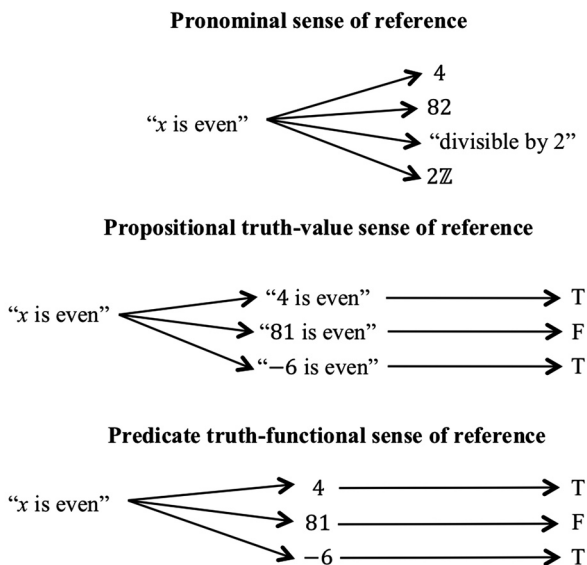 Pronominal sense of reference
4
82
“x is even”
“divisible by 2”
2ℤ
Propositional truth-value sense of reference
“4 is even” T
“x is even” “81 is even” F
“−6 is even” T
Predicate truth-functional sense of reference
“x is even” 4 T
81 F
−6 T